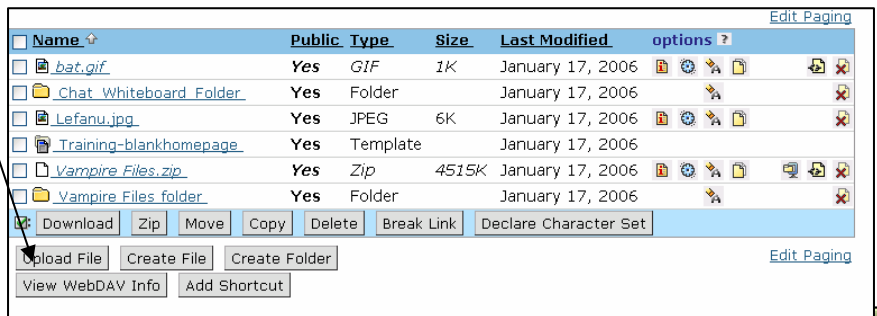 Edit Paging
Name Public Type Size Last Modified options ?
bat.gif Yes GIF 1K January 17, 2006
Chat Whiteboard Folder Yes Folder January 17, 2006
Lefanu.jpg Yes JPEG 6K January 17, 2006
Training-blankhomepage Yes Template January 17, 2006
Vampire Files.zip Yes Zip 4515K January 17, 2006
Vampire Files folder Yes Folder January 17, 2006
: Download Zip Move Copy Delete Break Link Declare Character Set
Upload File Create File Create Folder Edit Paging
View WebDAV Info Add Shortcut